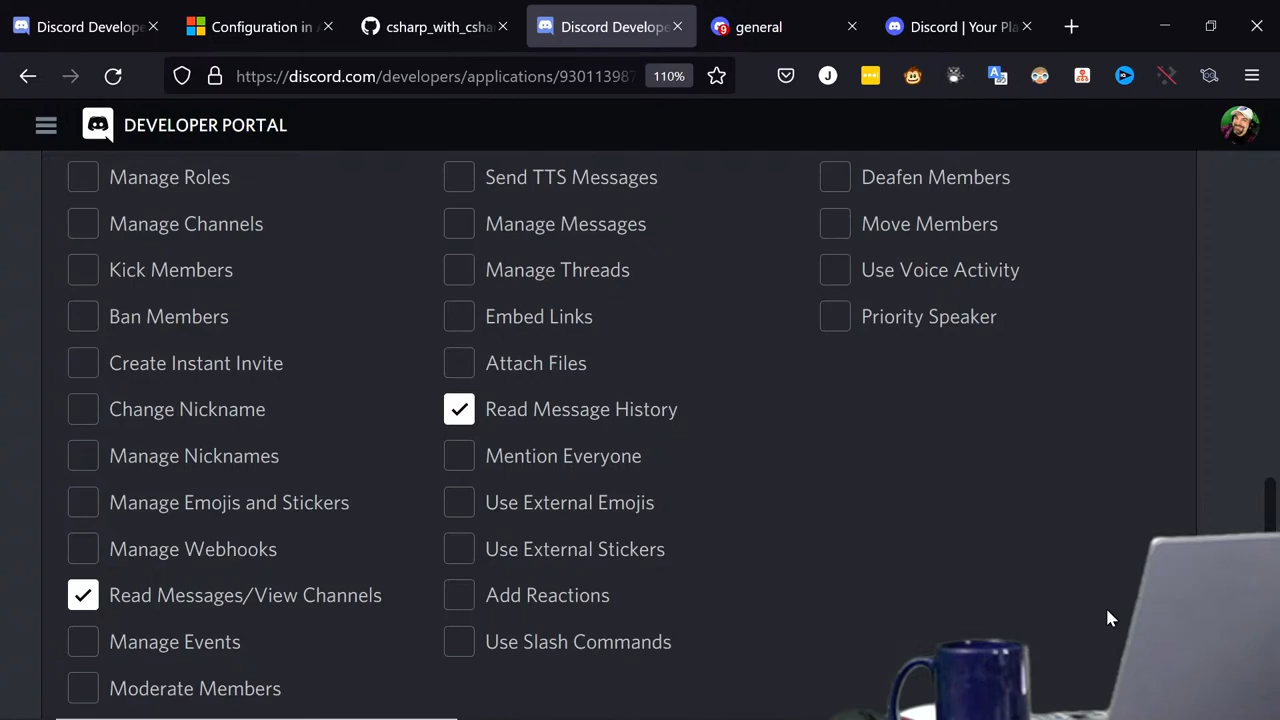 Discord Develope
Configuration in A
csharp_with_csha
Discord Develope
general
Discord | Your Pla
https://discord.com/developers/applications/930113987
110%
DEVELOPER PORTAL
Manage Roles
Manage Channels
Kick Members
Ban Members
Create Instant Invite
Change Nickname
Manage Nicknames
Manage Emojis and Stickers
Manage Webhooks
Read Messages/View Channels
Manage Events
Moderate Members
Send TTS Messages
Manage Messages
Manage Threads
Embed Links
Attach Files
Read Message History
Mention Everyone
Use External Emojis
Use External Stickers
Add Reactions
Use Slash Commands
Deafen Members
Move Members
Use Voice Activity
Priority Speaker